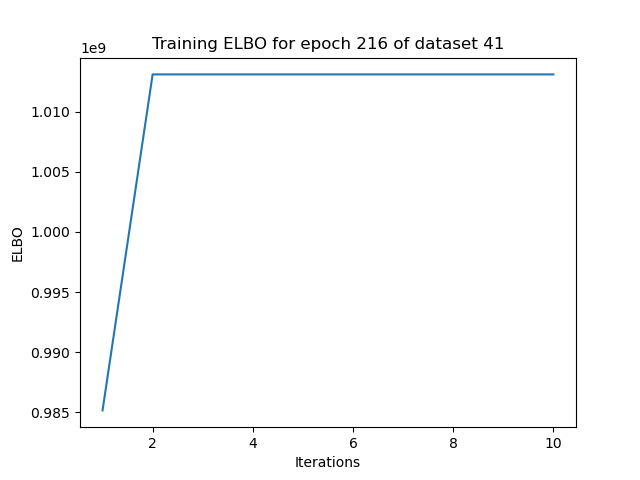 Training ELBO for epoch 216 of dataset 41
1e9
1.010
1.005
1.000
0.995
0.990
0.985
ELBO
2 4 6 8 10
Iterations